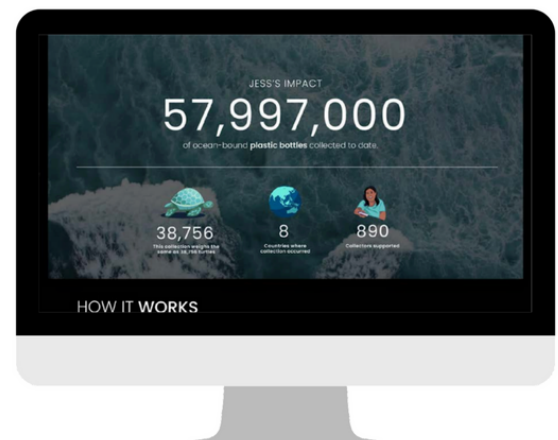 JESS'S IMPACT
57,997,000
of ocean-bound plastic bottles collected to date.
38,756
8
890
This collection weighs the
same as 38,756 turtles
Countries where
collection occurred
Collectors supported
HOW IT WORKS